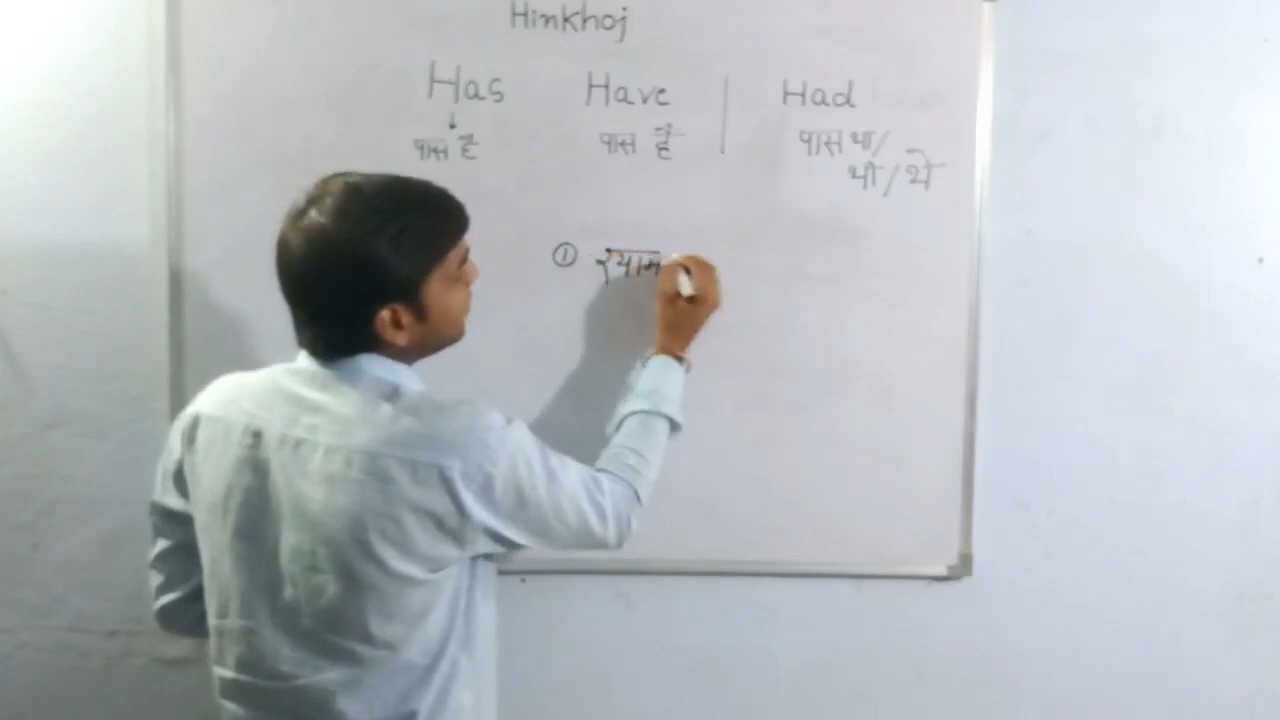 Hinkhoj
Has Have | Had
↓
पास है पास हैं पास था/
थी/थे
① श्याम